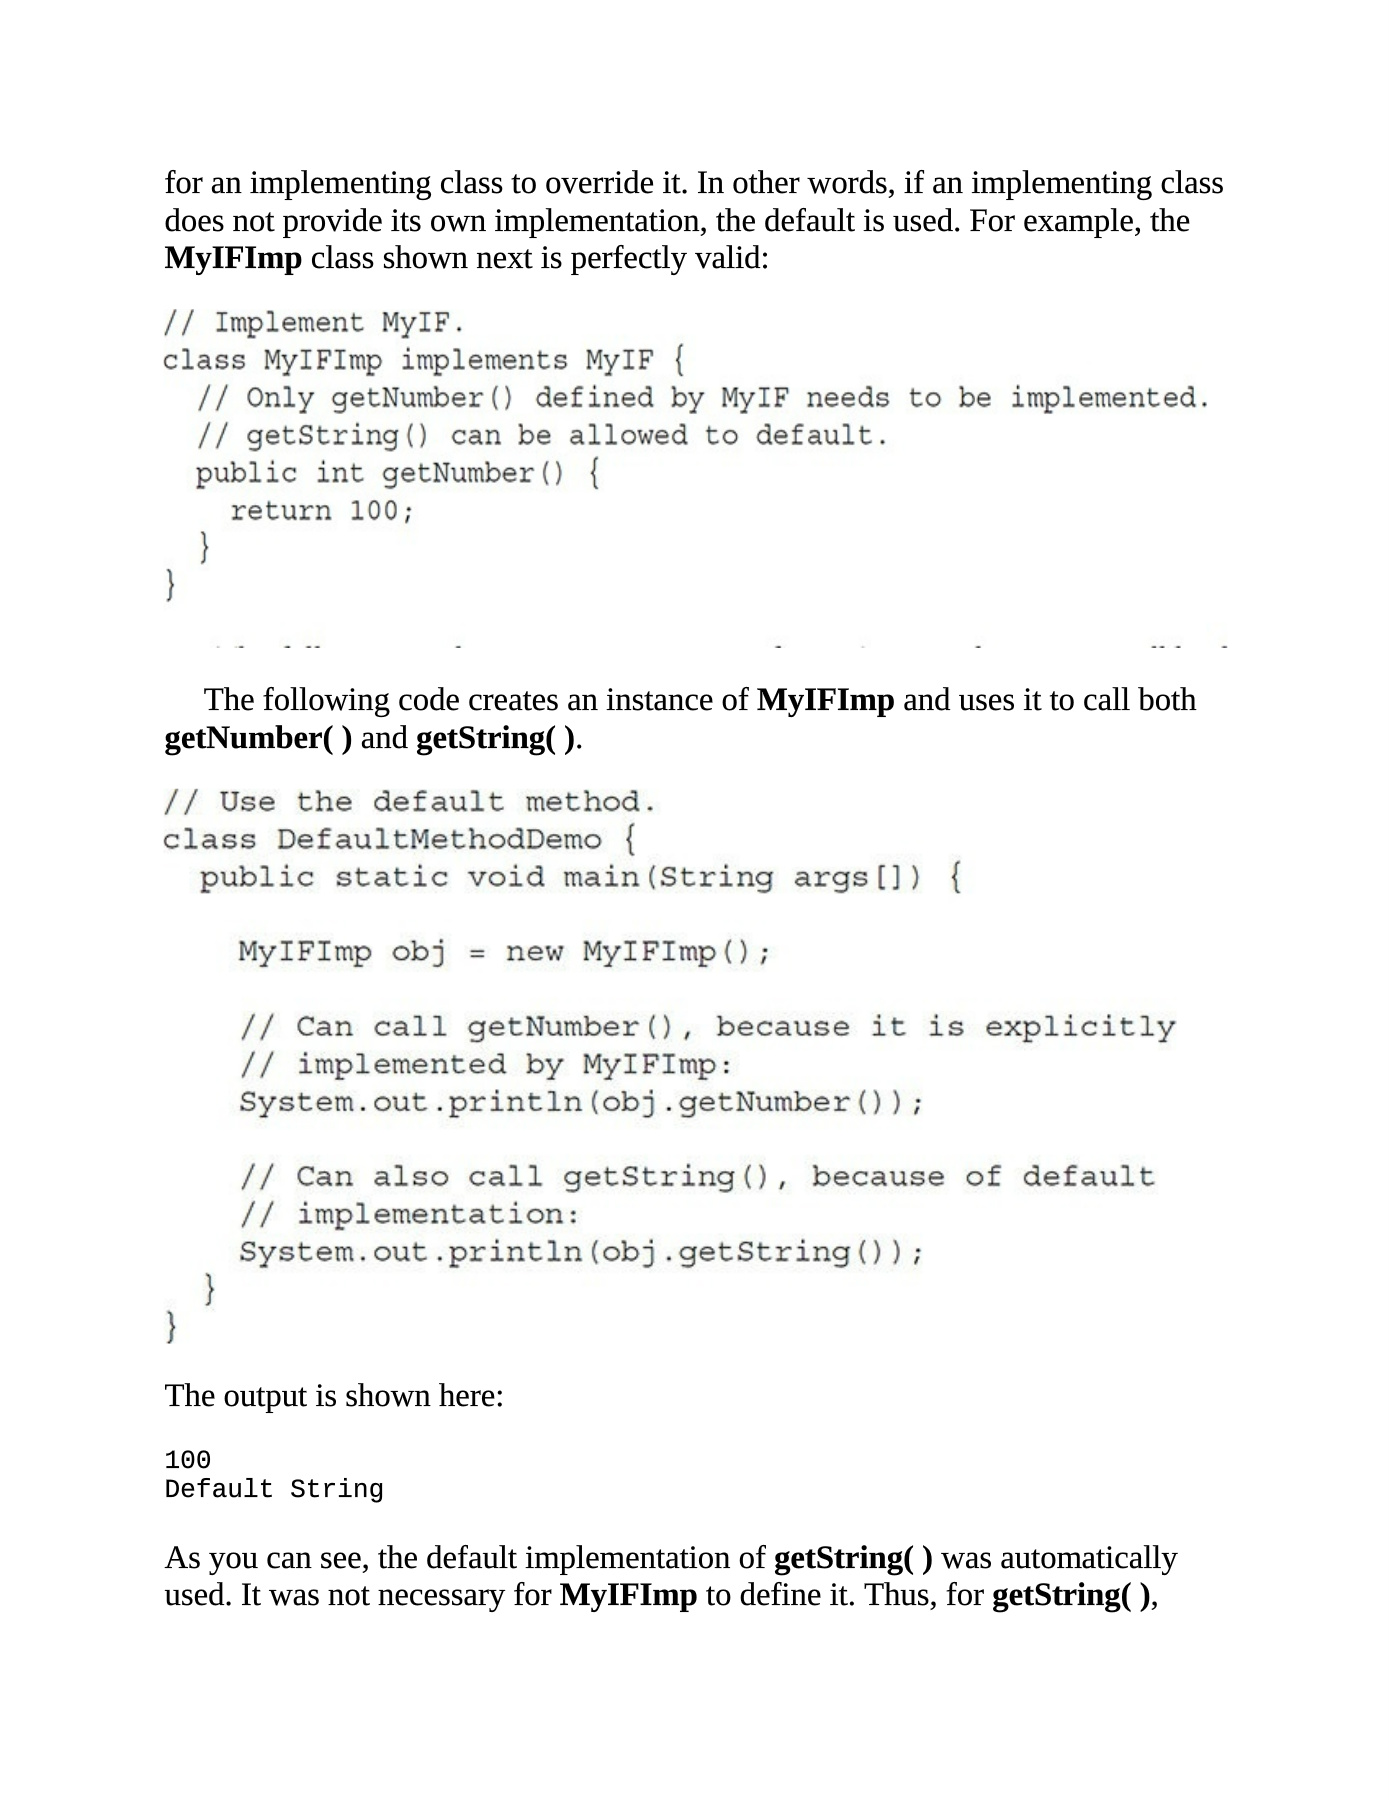 for an implementing class to override it. In other words, if an implementing class
does not provide its own implementation, the default is used. For example, the
MyIFImp class shown next is perfectly valid:
// Implement MyIF.
class MyIFImp implements MyIF {
  // Only getNumber() defined by MyIF needs to be implemented.
  // getString() can be allowed to default.
  public int getNumber() {
    return 100;
  }
}
The following code creates an instance of MyIFImp and uses it to call both
getNumber( ) and getString( ).
// Use the default method.
class DefaultMethodDemo {
  public static void main(String args[]) {
    MyIFImp obj = new MyIFImp();
    // Can call getNumber(), because it is explicitly
    // implemented by MyIFImp:
    System.out.println(obj.getNumber());
    // Can also call getString(), because of default
    // implementation:
    System.out.println(obj.getString());
  }
}
The output is shown here:
100
Default String
As you can see, the default implementation of getString( ) was automatically
used. It was not necessary for MyIFImp to define it. Thus, for getString( ),